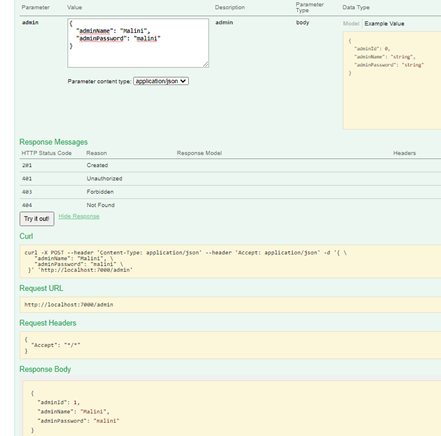 Parameter Value Description Parameter Type Data Type
admin
{
"adminName": "Malini",
"adminPassword": "malini"
}
admin body
Model Example Value
{
"adminId": 0,
"adminName": "string",
"adminPassword": "string"
}
Parameter content type: application/json
Response Messages
HTTP Status Code Reason Response Model Headers
201 Created
401 Unauthorized
403 Forbidden
404 Not Found
Try it out! Hide Response
Curl
curl -X POST --header 'Content-Type: application/json' --header 'Accept: application/json' -d '{ \
"adminName": "Malini", \
"adminPassword": "malini" \
}' 'http://localhost:7000/admin'
Request URL
http://localhost:7000/admin
Request Headers
{
"Accept": "*/*"
}
Response Body
{
"adminId": 1,
"adminName": "Malini",
"adminPassword": "malini"
}